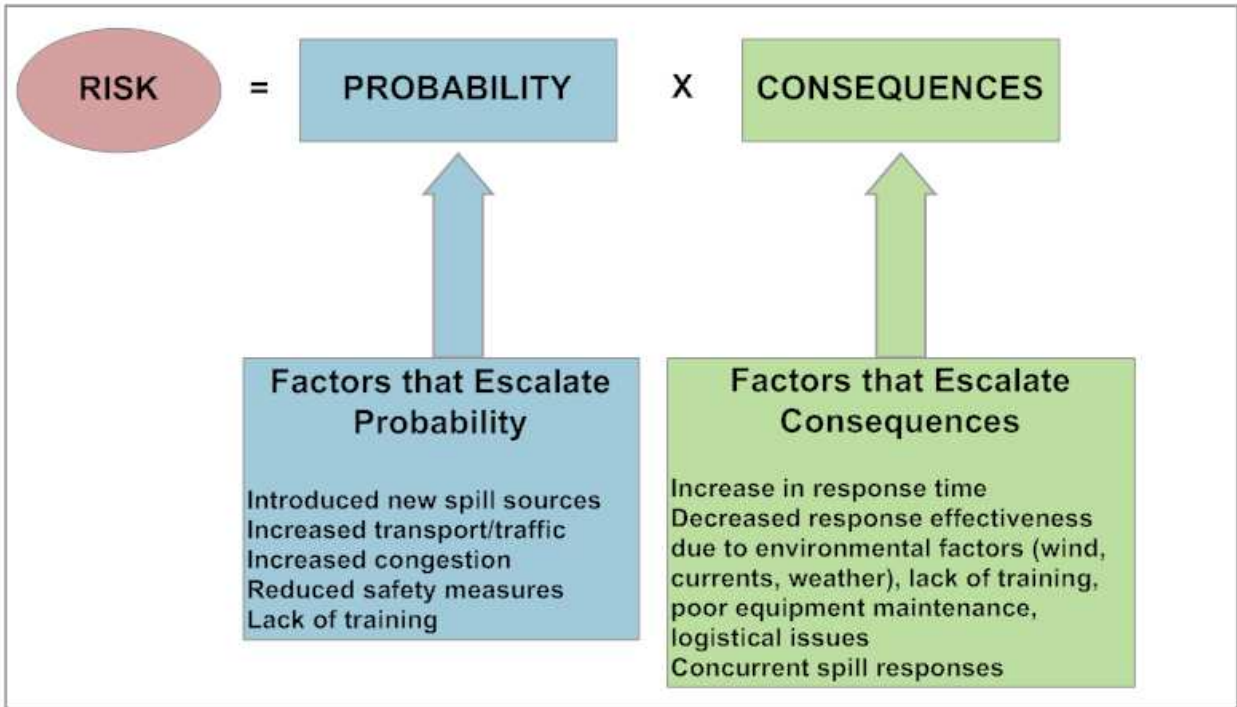 RISK = PROBABILITY X CONSEQUENCES
Factors that Escalate
Probability
Introduced new spill sources
Increased transport/traffic
Increased congestion
Reduced safety measures
Lack of training
Factors that Escalate
Consequences
Increase in response time
Decreased response effectiveness
due to environmental factors (wind,
currents, weather), lack of training,
poor equipment maintenance,
logistical issues
Concurrent spill responses